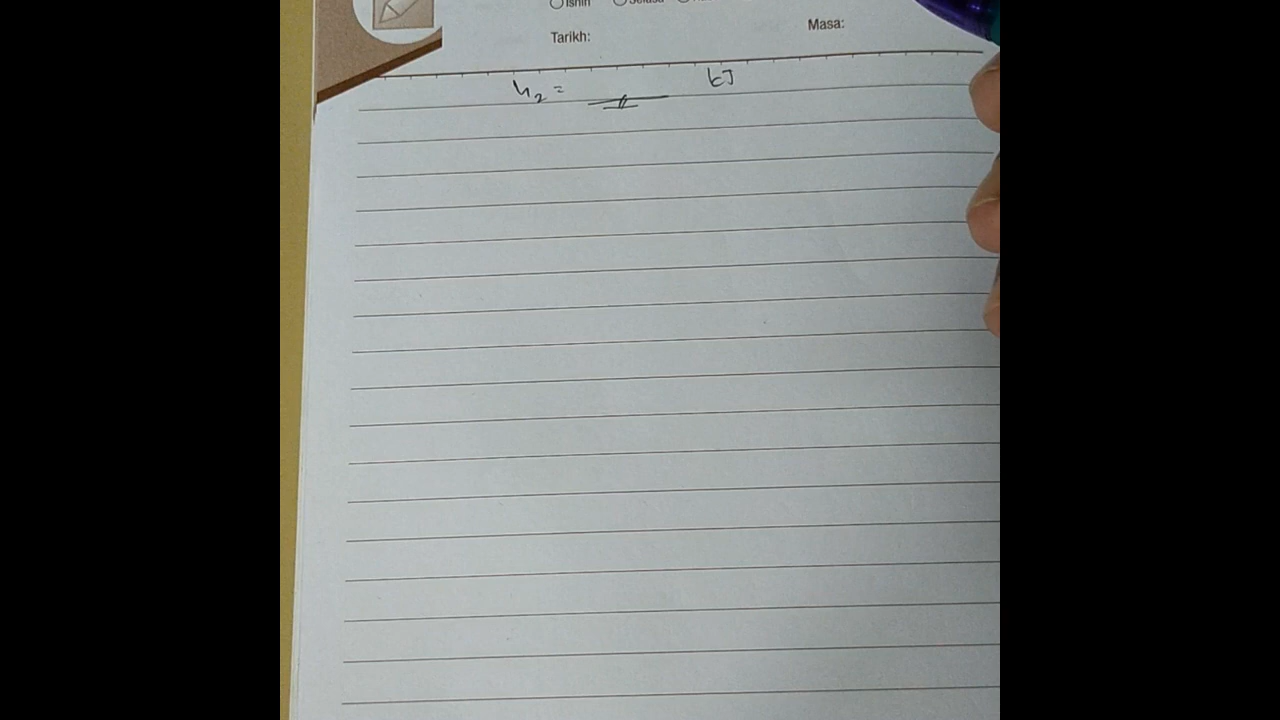 Isnin Selasa
Tarikh: Masa:
h₂ = kJ